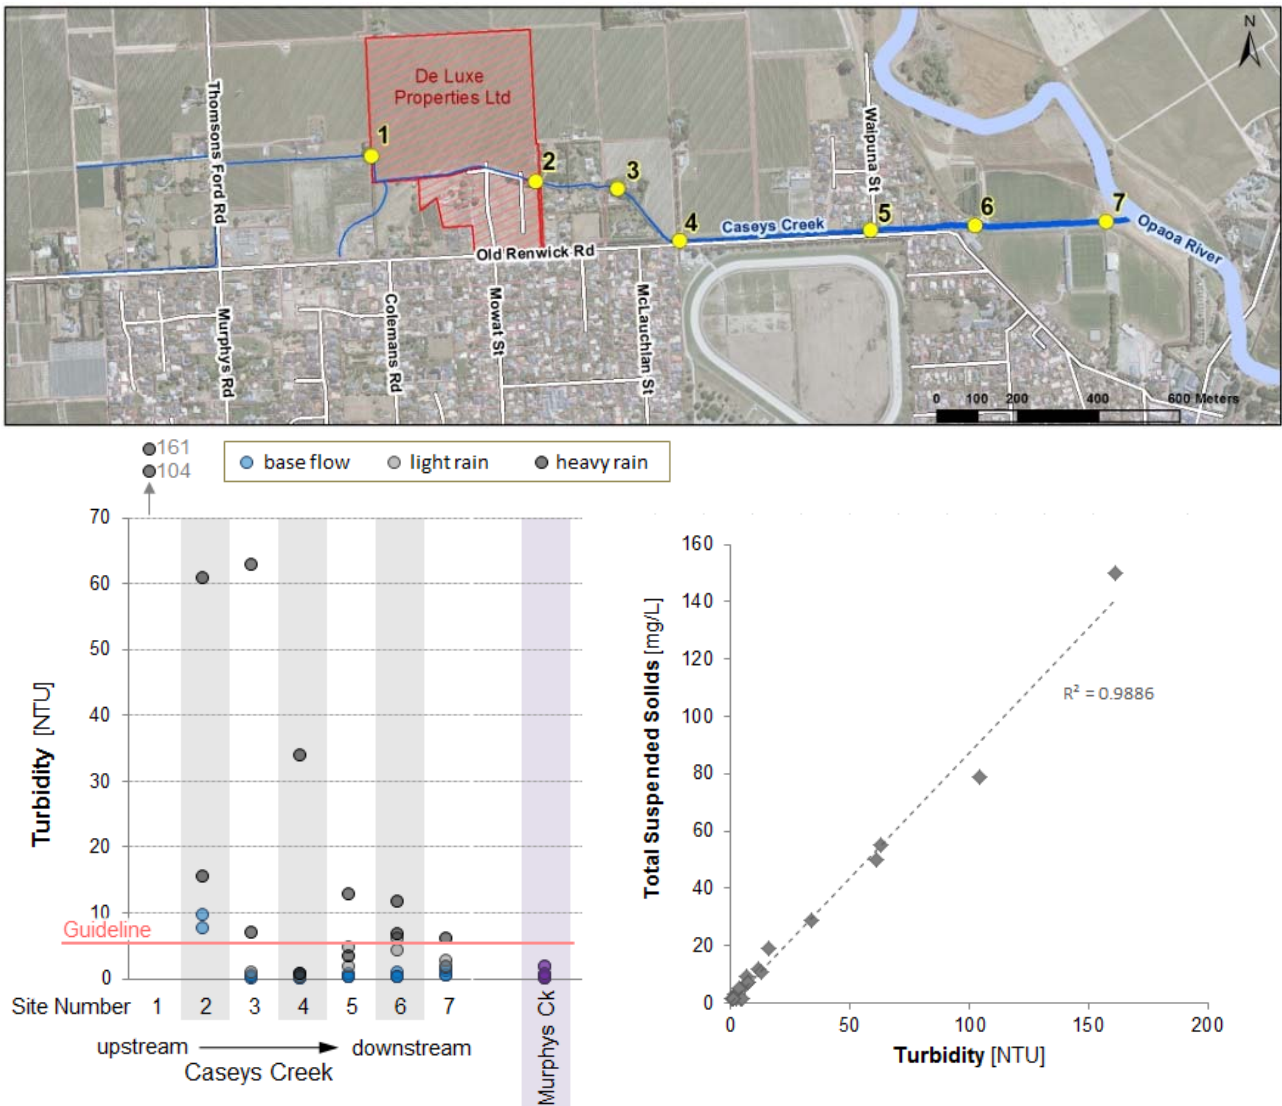 N
De Luxe
Properties Ltd
Thomsons Ford Rd
Waipuna St
1
2
3
4
5
6
7
Caseys Creek
Opaoa River
Old Renwick Rd
Murphys Rd
Colemans Rd
Mowat St
McLauchlan St
0 100 200 400 600 Meters
161
104
base flow light rain heavy rain
70
60
50
40
30
20
10
0
Turbidity [NTU]
Guideline
Site Number 1 2 3 4 5 6 7
upstream downstream
Caseys Creek
Murphys Ck
160
140
120
100
80
60
40
20
0
Total Suspended Solids [mg/L]
R² = 0.9886
0 50 100 150 200
Turbidity [NTU]